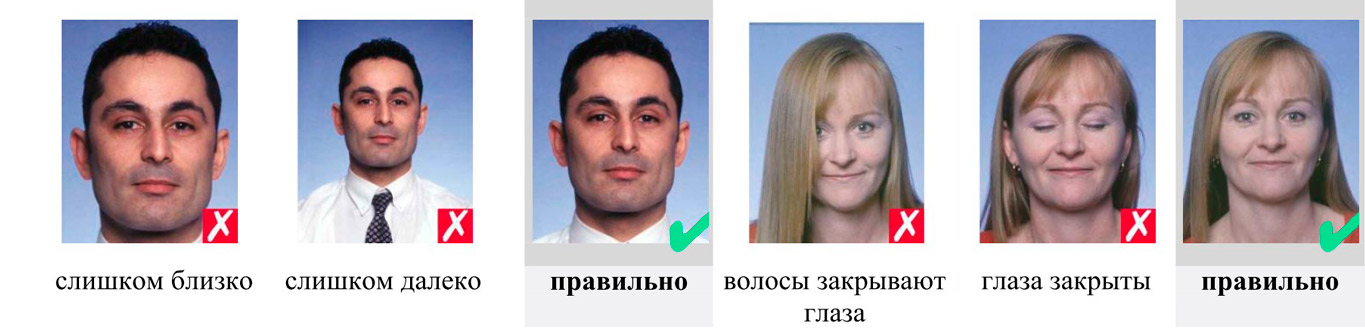 слишком близко
слишком далеко
правильно
волосы закрывают
глаза
глаза закрыты
правильно